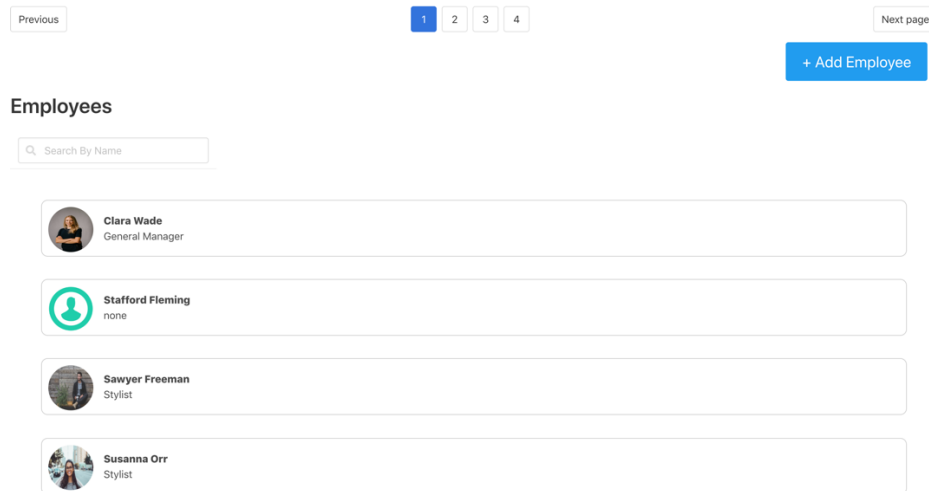 Previous 1 2 3 4 Next page
+ Add Employee
Employees
Search By Name
Clara Wade
General Manager
Stafford Fleming
none
Sawyer Freeman
Stylist
Susanna Orr
Stylist